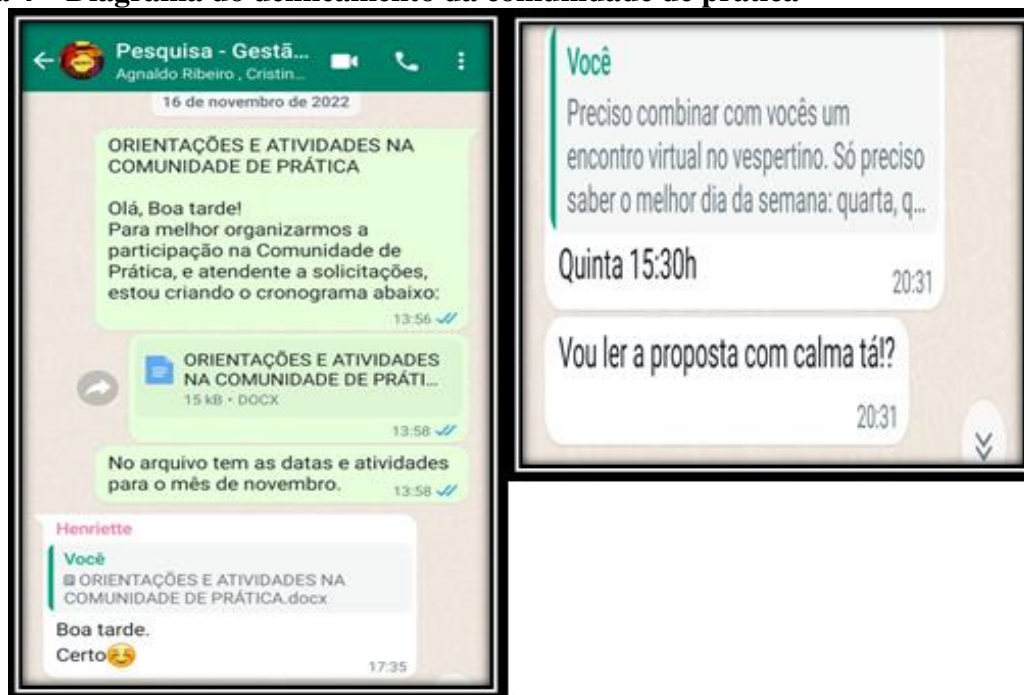 Diagrama do delineamento da comunidade de prática
Pesquisa - Gestã...
Agnaldo Ribeiro , Cristin...
16 de novembro de 2022
ORIENTAÇÕES E ATIVIDADES NA
COMUNIDADE DE PRÁTICA
Olá, Boa tarde!
Para melhor organizarmos a
participação na Comunidade de
Prática, e atendente a solicitações,
estou criando o cronograma abaixo:
13:56
ORIENTAÇÕES E ATIVIDADES
NA COMUNIDADE DE PRÁTI...
15 kB • DOCX
13:58
No arquivo tem as datas e atividades
para o mês de novembro.
13:58
Henriette
Você
ORIENTAÇÕES E ATIVIDADES NA
COMUNIDADE DE PRÁTICA.docx
Boa tarde.
Certo😊
17:35
Você
Preciso combinar com vocês um
encontro virtual no vespertino. Só preciso
saber o melhor dia da semana: quarta, q...
Quinta 15:30h
20:31
Vou ler a proposta com calma tá!?
20:31